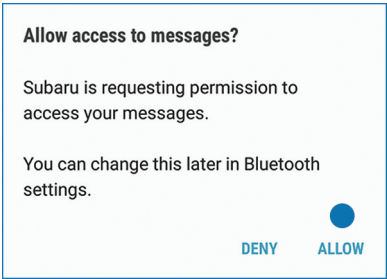 Allow access to messages?
Subaru is requesting permission to
access your messages.
You can change this later in Bluetooth
settings.
DENY ALLOW